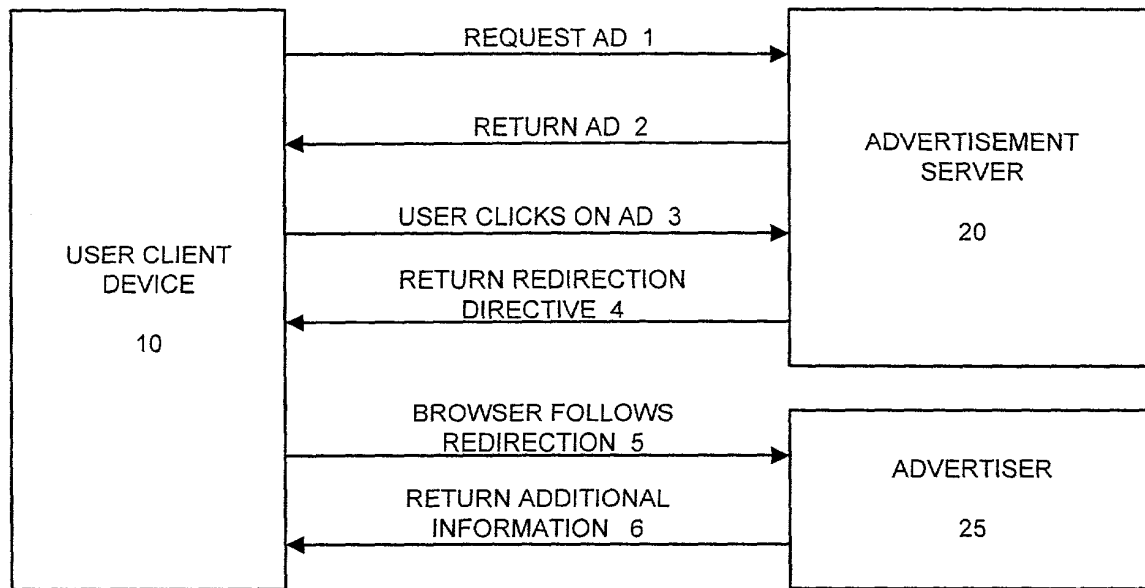 REQUEST AD 1
RETURN AD 2
USER CLICKS ON AD 3
RETURN REDIRECTION
DIRECTIVE 4
BROWSER FOLLOWS
REDIRECTION 5
RETURN ADDITIONAL
INFORMATION 6
USER CLIENT
DEVICE
10
ADVERTISEMENT
SERVER
20
ADVERTISER
25